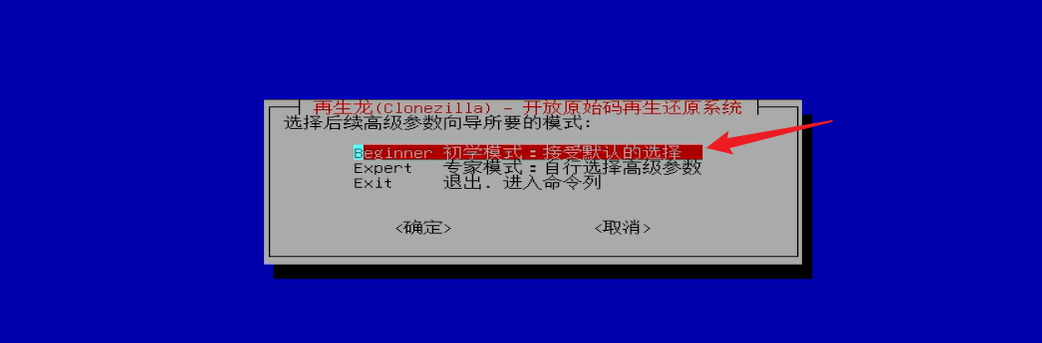 再生龙(Clonezilla) - 开放原始码再生还原系统
选择后续高级参数向导所要的模式:
Beginner 初学模式：接受默认的选择
Expert 专家模式：自行选择高级参数
Exit 退出. 进入命令列
<确定> <取消>